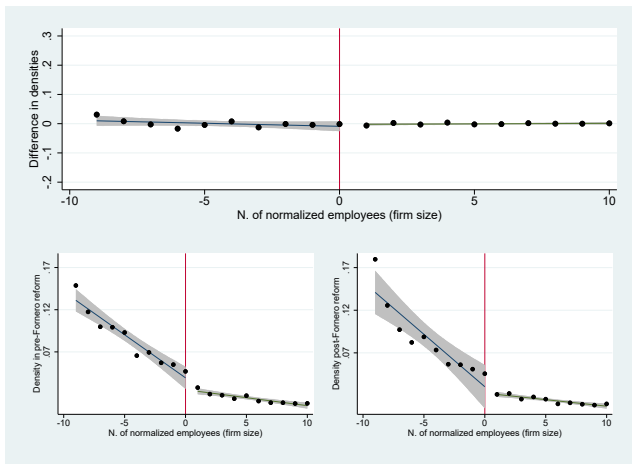 Difference in densities
.3
.2
.1
0
-.1
-.2
-10 -5 0 5 10
N. of normalized employees (firm size)
Density in pre-Fornero reform
.17
.12
.07
-10 -5 0 5 10
N. of normalized employees (firm size)
Density post-Fornero reform
.17
.12
.07
-10 -5 0 5 10
N. of normalized employees (firm size)